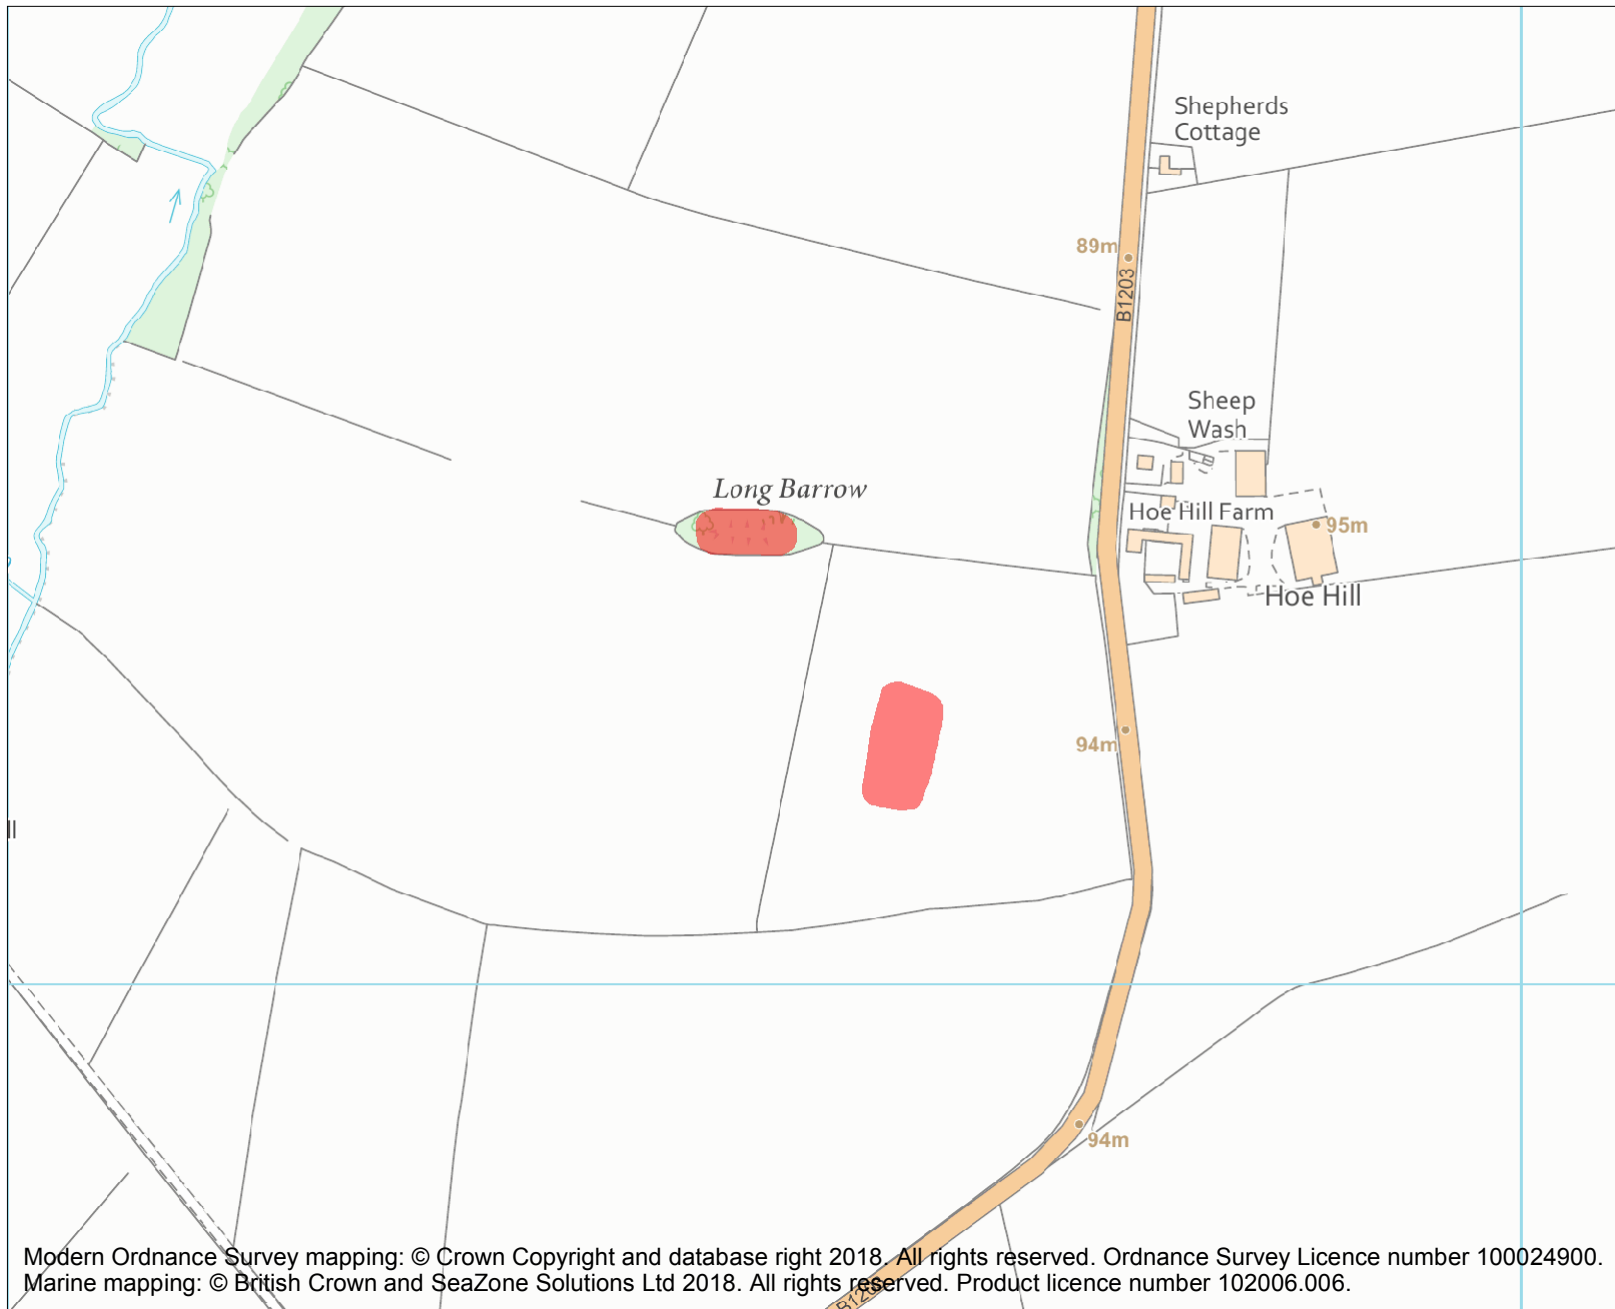 Shepherds
Cottage
89m
B1203
Sheep
Wash
Long Barrow
Hoe Hill Farm
95m
Hoe Hill
94m
ll
94m
Modern Ordnance Survey mapping: © Crown Copyright and database right 2018. All rights reserved. Ordnance Survey Licence number 100024900.
Marine mapping: © British Crown and SeaZone Solutions Ltd 2018. All rights reserved. Product licence number 102006.006.
B1203